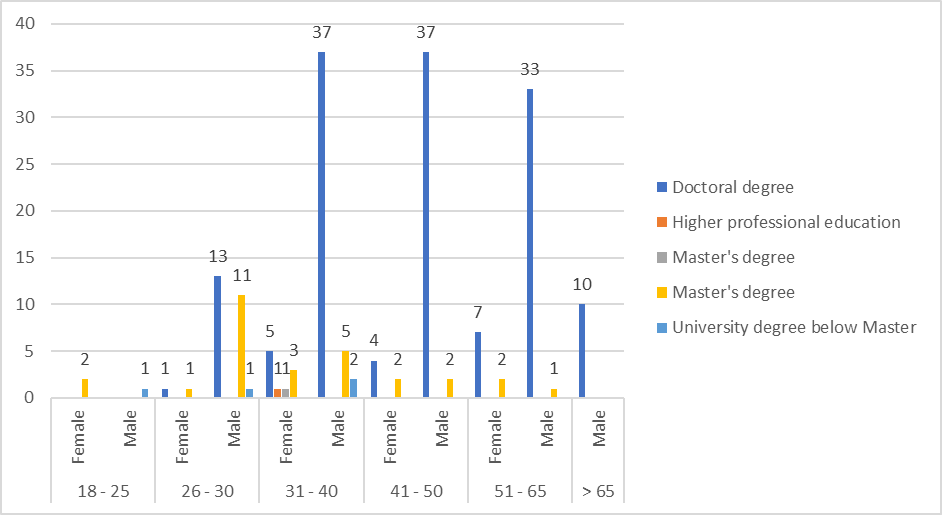 40
35
30
25
20
15
10
5
0
2
1
1
1
13
11
1
5
1
1
3
37
5
2
4
2
37
2
7
2
33
1
10
Female
Male
Female
Male
Female
Male
Female
Male
Female
Male
Male
18 - 25
26 - 30
31 - 40
41 - 50
51 - 65
> 65
Doctoral degree
Higher professional education
Master's degree
Master's degree
University degree below Master